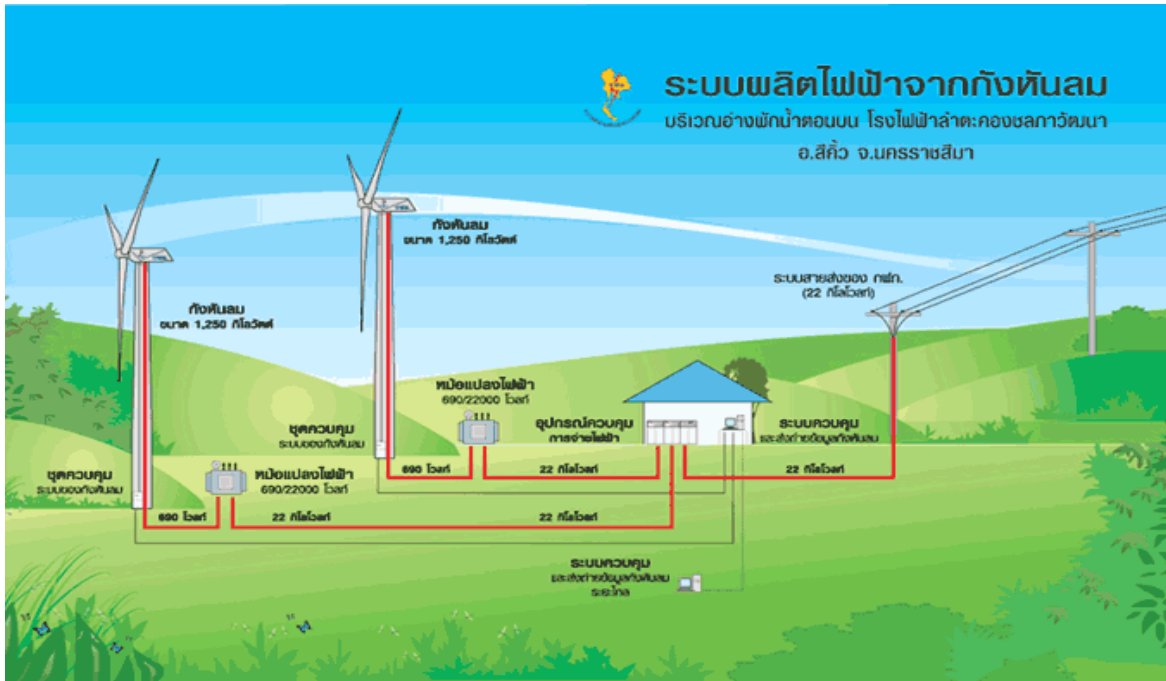 ระบบผลิตไฟฟ้าจากกังหันลม
บริเวณอ่างพักน้ำตอนบน โรงไฟฟ้าลำตะคองชลภาวัฒนา
อ.สีคิ้ว จ.นครราชสีมา
กังหันลม
ขนาด 1,250 กิโลวัตต์
กังหันลม
ขนาด 1,250 กิโลวัตต์
ระบบสายส่งของ กฟภ.
(22 กิโลโวลท์)
หม้อแปลงไฟฟ้า
690/22000 โวลท์
อุปกรณ์ควบคุม
การจ่ายไฟฟ้า
ระบบควบคุม
และส่งถ่ายข้อมูลกังหันลม
ชุดควบคุม
ระบบของกังหันลม
690 โวลท์
22 กิโลโวลท์
22 กิโลโวลท์
ชุดควบคุม
ระบบของกังหันลม
หม้อแปลงไฟฟ้า
690/22000 โวลท์
690 โวลท์
22 กิโลโวลท์
22 กิโลโวลท์
ระบบควบคุม
และส่งถ่ายข้อมูลกังหันลม
ระยะไกล